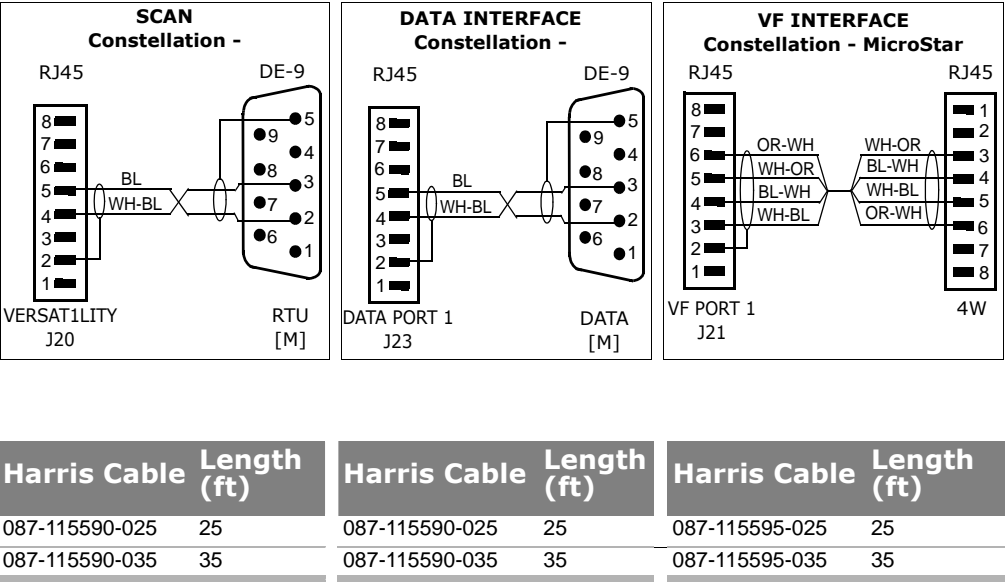 SCAN
Constellation -
RJ45 DE-9
8
7
6
5
4
3
2
1
BL
WH-BL
5
9
4
8
3
7
2
6
1
VERSAT1LITY
J20
RTU
[M]
DATA INTERFACE
Constellation -
RJ45 DE-9
8
7
6
5
4
3
2
1
BL
WH-BL
5
9
4
8
3
7
2
6
1
DATA PORT 1
J23
DATA
[M]
VF INTERFACE
Constellation - MicroStar
RJ45 RJ45
8
7
6
5
4
3
2
1
OR-WH
WH-OR
BL-WH
WH-BL
WH-OR
BL-WH
WH-BL
OR-WH
1
2
3
4
5
6
7
8
VF PORT 1
J21
4W
Harris Cable Length (ft)
087-115590-025 25
087-115590-035 35
Harris Cable Length (ft)
087-115590-025 25
087-115590-035 35
Harris Cable Length (ft)
087-115595-025 25
087-115595-035 35